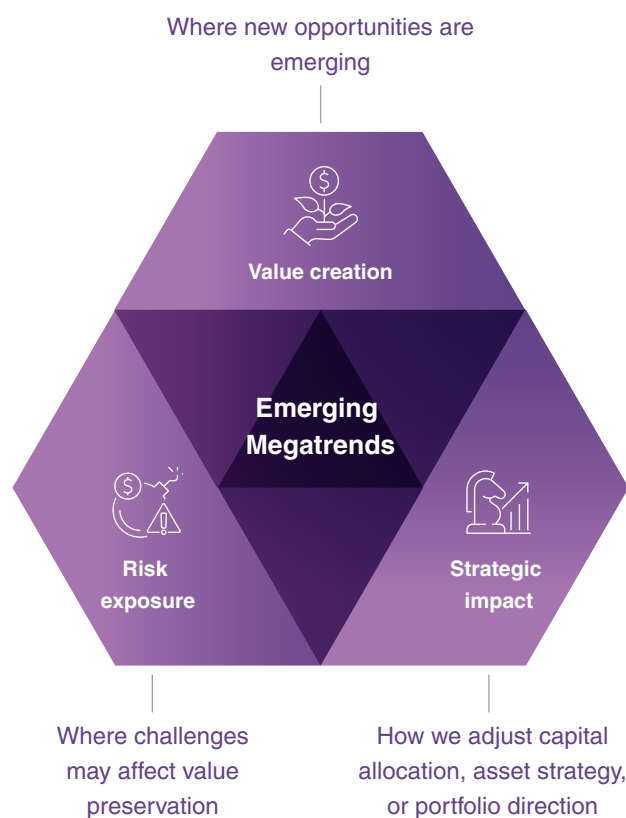 Where new opportunities are
emerging
$
Value creation
Emerging
Megatrends
$
Risk
exposure
Strategic
impact
Where challenges
may affect value
preservation
How we adjust capital
allocation, asset strategy,
or portfolio direction